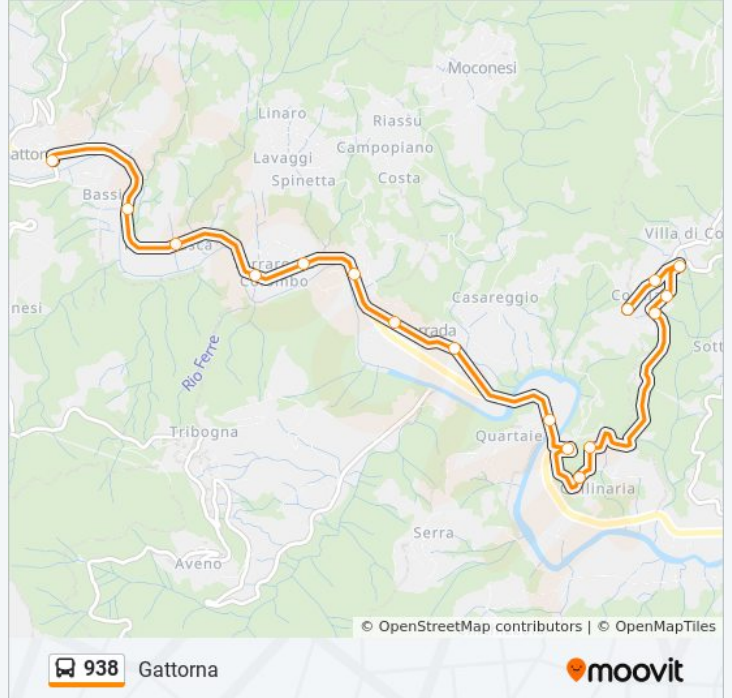 Moconesi
Linaro
Riassu
Campopiano
Lavaggi
Spinetta
Costa
Bassi
Villa di Co
Colombo
Casareggio
nesi
Sott
Rio Ferre
Tribogna
Quartaie
Serra
Aveno
© OpenStreetMap contributors | © OpenMapTiles
938 Gattorna
moovit